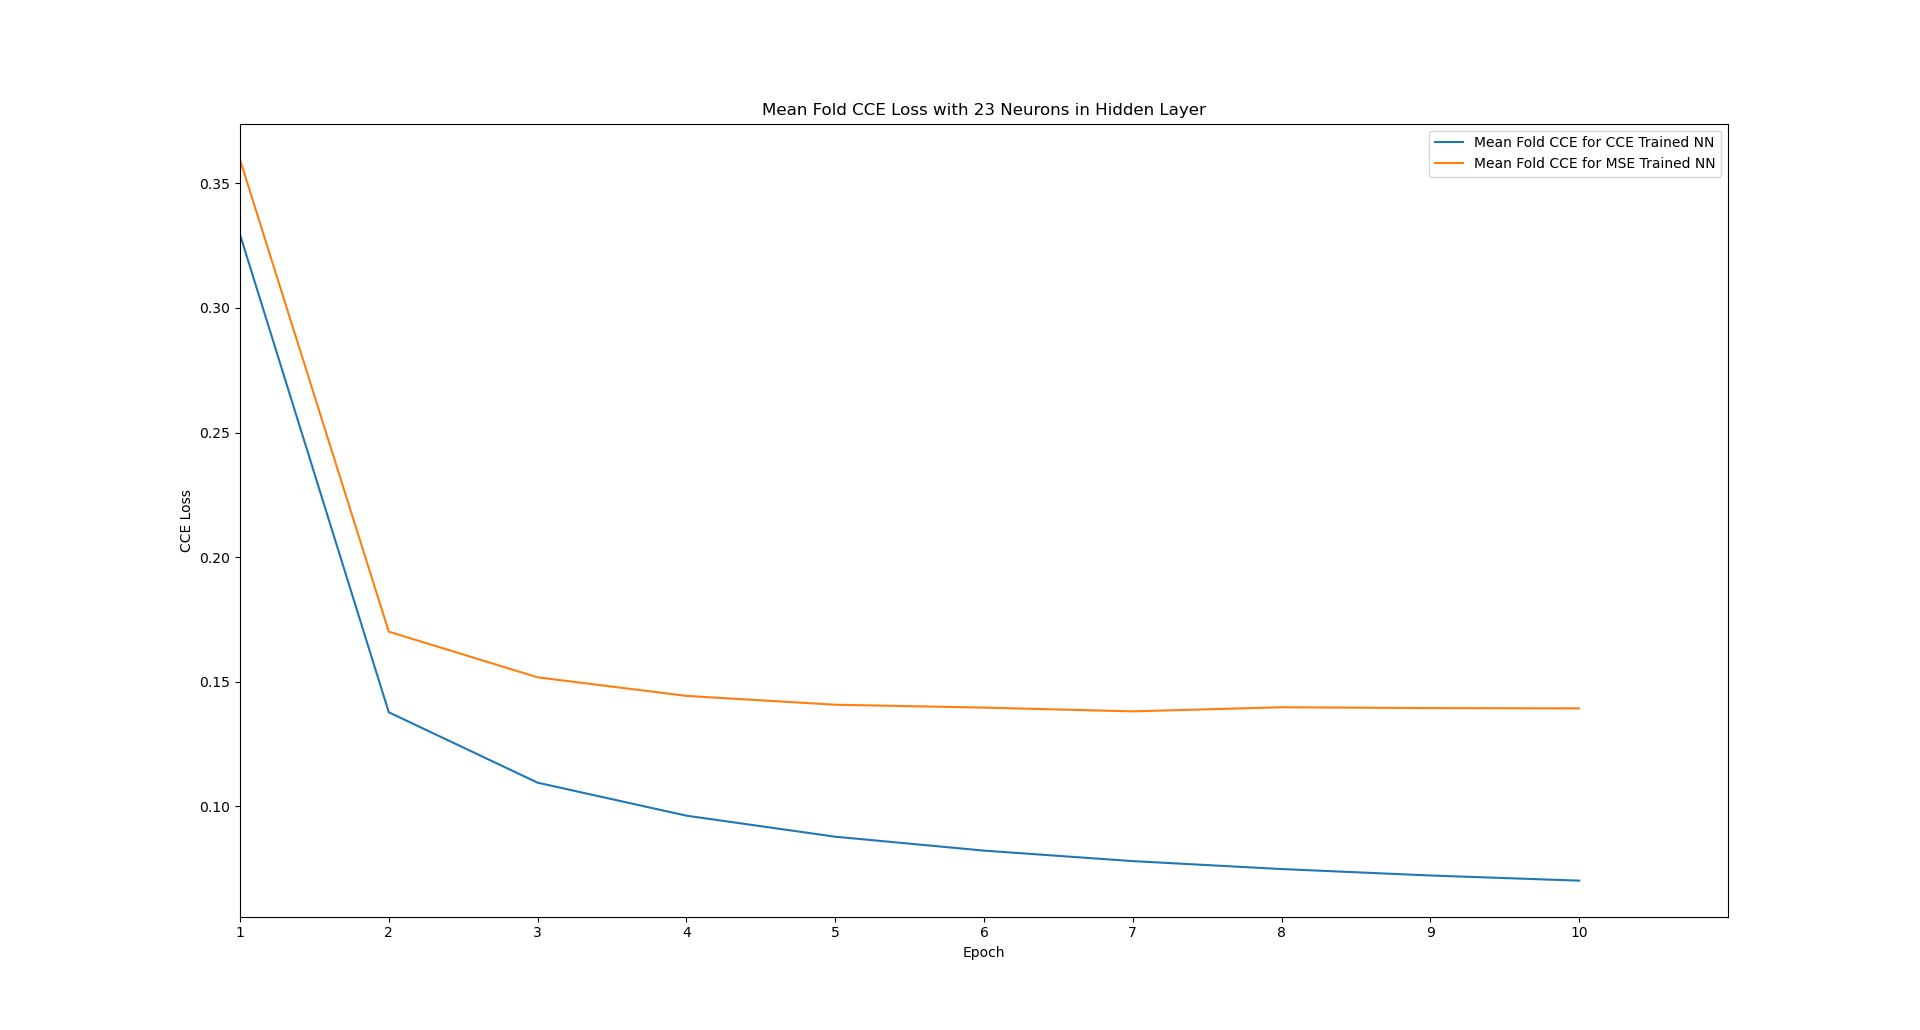 Mean Fold CCE Loss with 23 Neurons in Hidden Layer
Mean Fold CCE for CCE Trained NN
Mean Fold CCE for MSE Trained NN
0.35
0.30
0.25
0.20
0.15
0.10
CCE Loss
1 2 3 4 5 6 7 8 9 10
Epoch